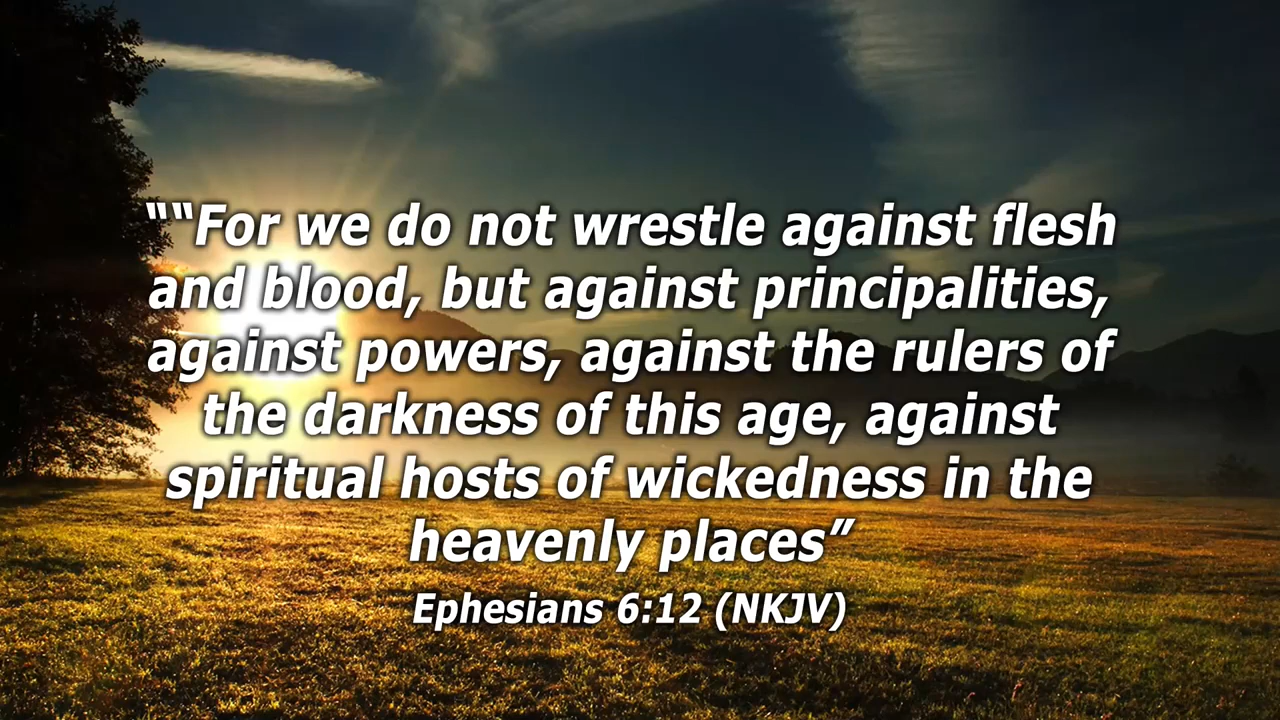 "“For we do not wrestle against flesh
and blood, but against principalities,
against powers, against the rulers of
the darkness of this age, against
spiritual hosts of wickedness in the
heavenly places”
Ephesians 6:12 (NKJV)